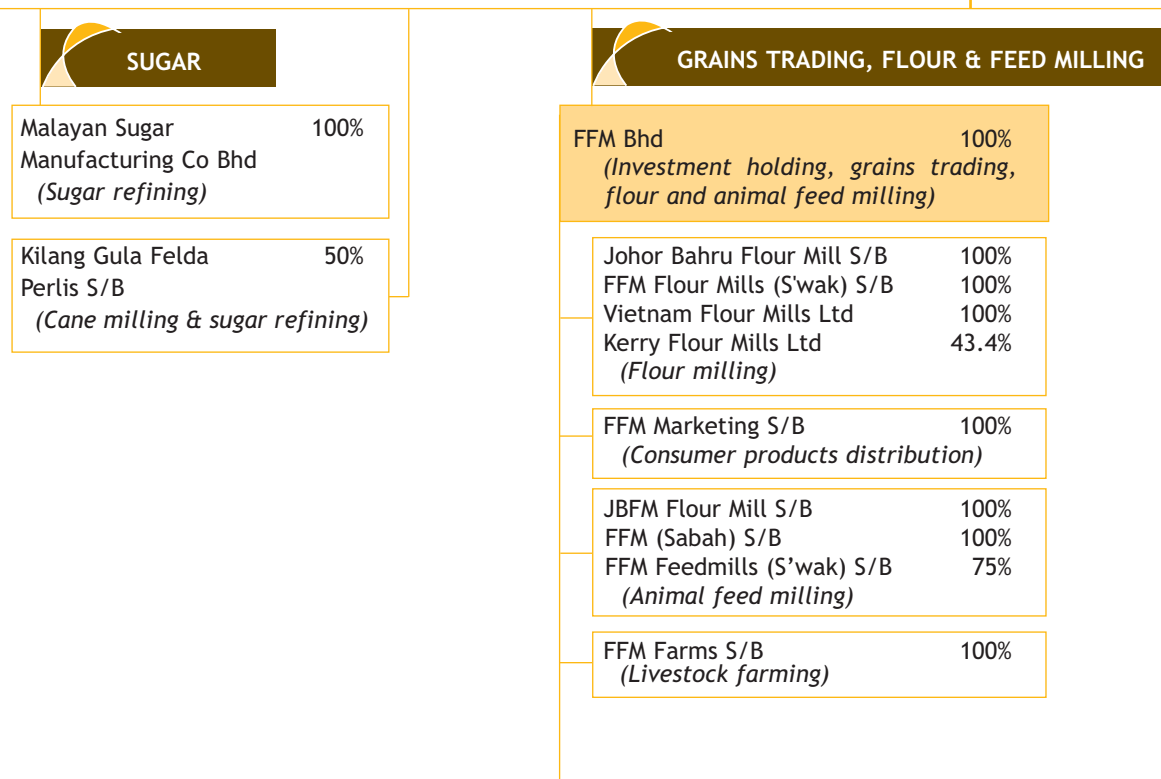 SUGAR
Malayan Sugar 100%
Manufacturing Co Bhd
(Sugar refining)
Kilang Gula Felda 50%
Perlis S/B
(Cane milling & sugar refining)
GRAINS TRADING, FLOUR & FEED MILLING
FFM Bhd 100%
(Investment holding, grains trading,
flour and animal feed milling)
Johor Bahru Flour Mill S/B 100%
FFM Flour Mills (S'wak) S/B 100%
Vietnam Flour Mills Ltd 100%
Kerry Flour Mills Ltd 43.4%
(Flour milling)
FFM Marketing S/B 100%
(Consumer products distribution)
JBFM Flour Mill S/B 100%
FFM (Sabah) S/B 100%
FFM Feedmills (S’wak) S/B 75%
(Animal feed milling)
FFM Farms S/B 100%
(Livestock farming)